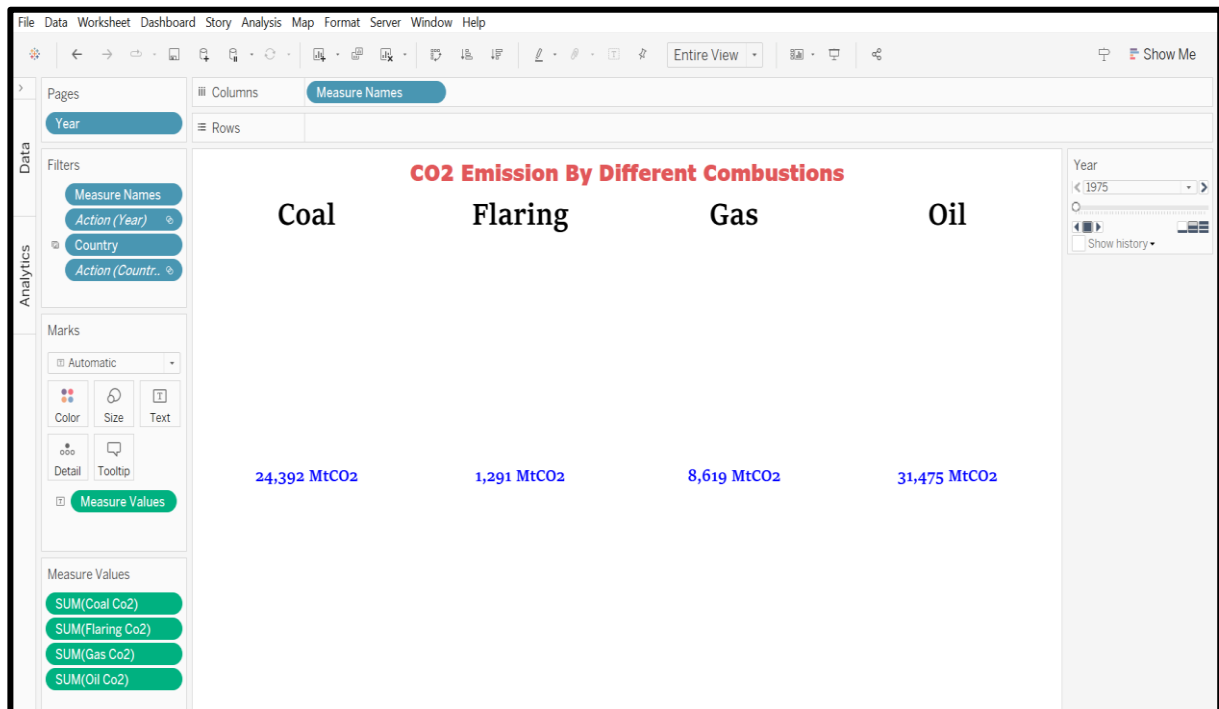 File Data Worksheet Dashboard Story Analysis Map Format Server Window Help
Entire View
Show Me
Pages
Year
Columns
Measure Names
Rows
Data
Analytics
Filters
Measure Names
Action (Year)
Country
Action (Countr..
Marks
Automatic
Color Size Text
Detail Tooltip
Measure Values
Measure Values
SUM(Coal Co2)
SUM(Flaring Co2)
SUM(Gas Co2)
SUM(Oil Co2)
CO2 Emission By Different Combustions
Coal Flaring Gas Oil
24,392 MtCO2 1,291 MtCO2 8,619 MtCO2 31,475 MtCO2
Year
1975
Show history